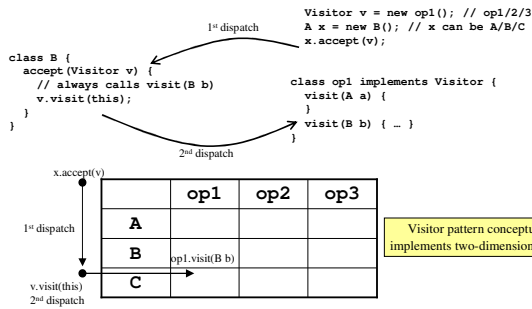 Visitor v = new op1(); // op1/2/3
A x = new B(); // x can be A/B/C
x.accept(v);
1st dispatch
class B {
accept(Visitor v) {
// always calls visit(B b)
v.visit(this);
}
}
class op1 implements Visitor {
visit(A a) {
}
visit(B b) { … }
}
2nd dispatch
x.accept(v)
op1 op2 op3
1st dispatch
A
B
op1.visit(B b)
C
v.visit(this)
2nd dispatch
Visitor pattern conceptu
implements two-dimension